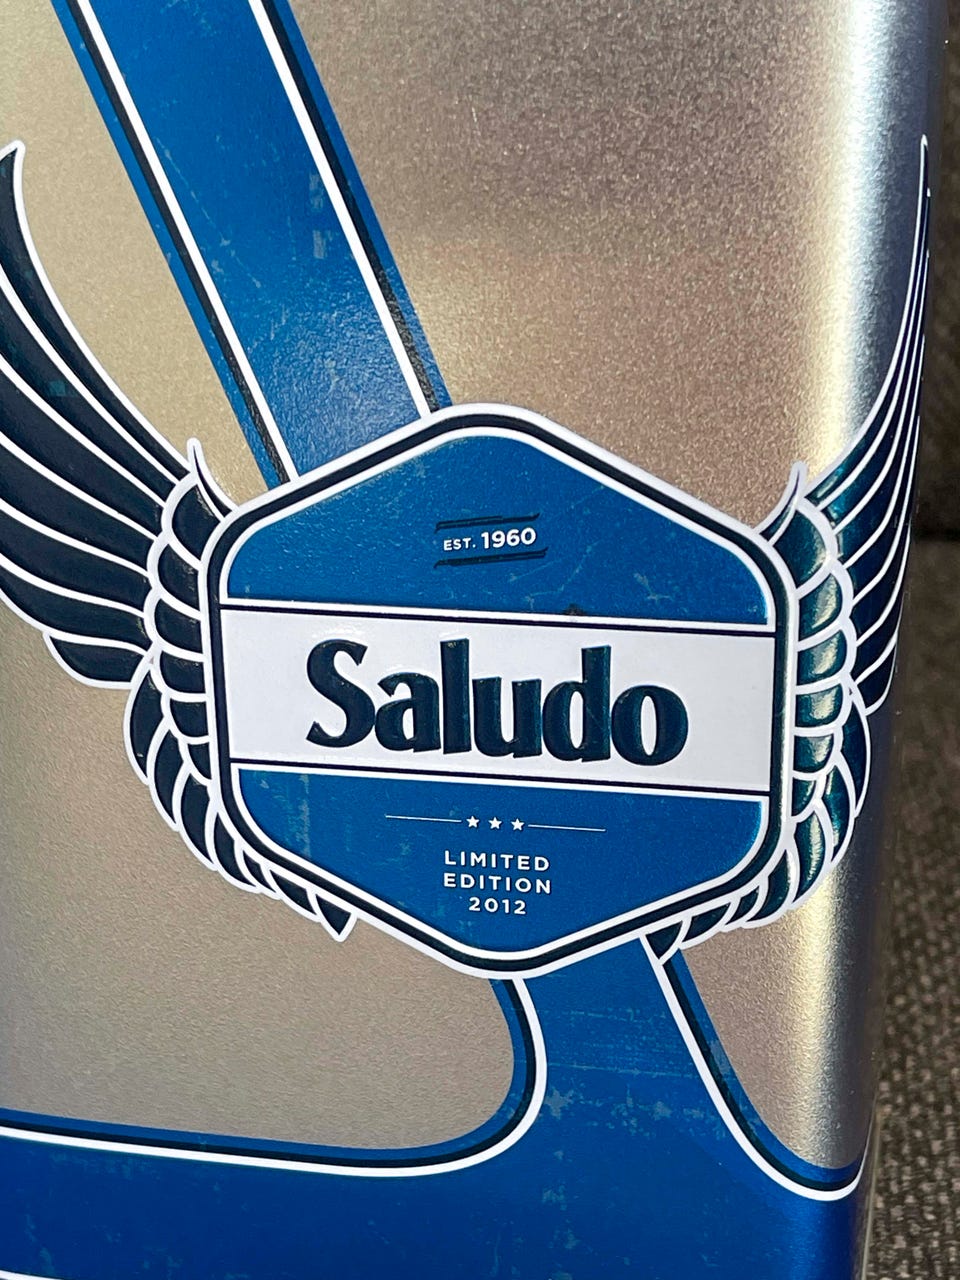 EST. 1960
Saludo
LIMITED
EDITION
2012